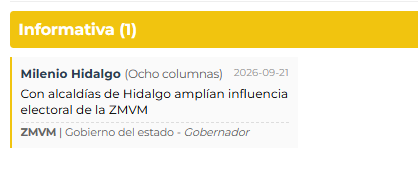 Informativa (1)
Milenio Hidalgo (Ocho columnas) 2026-09-21
Con alcaldías de Hidalgo amplían influencia
electoral de la ZMVM
ZMVM | Gobierno del estado - Gobernador